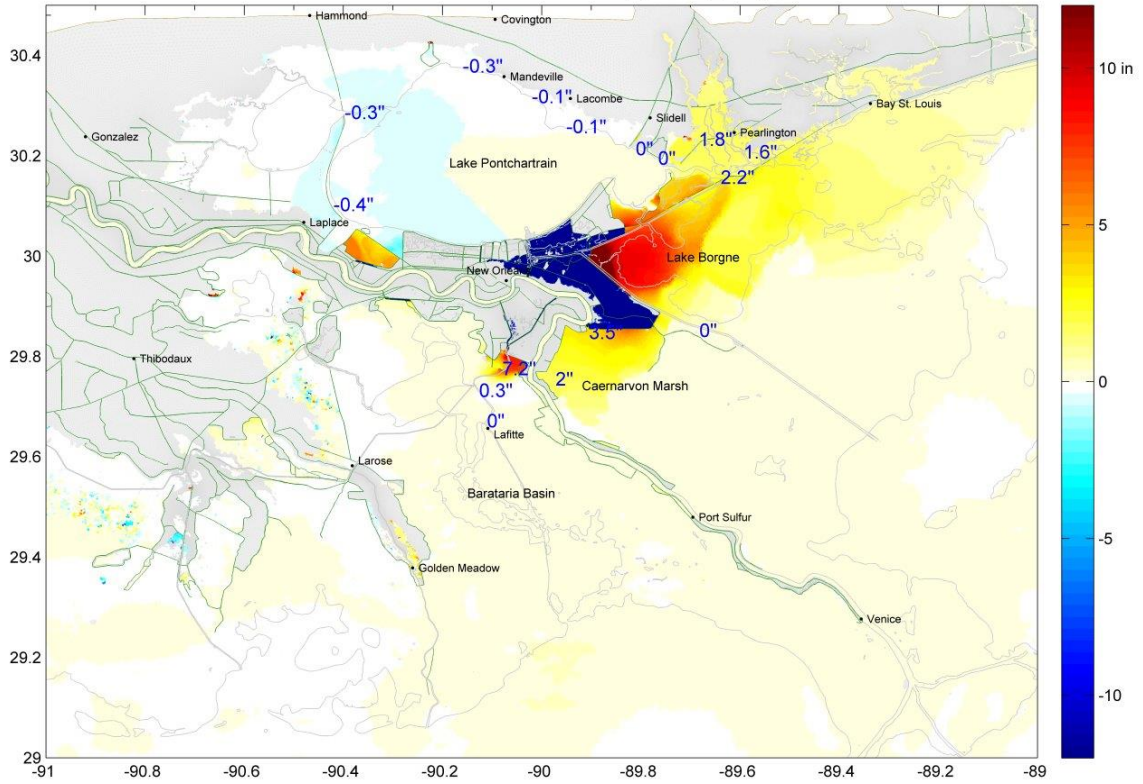 Hammond
Covington
30.4
-0.3"
Mandeville
10 in
-0.1"
Lacombe
Bay St. Louis
-0.3"
Slidell
-0.1"
Gonzalez
1.8"
Pearlington
0"
0"
1.6"
30.2
Lake Pontchartrain
2.2"
-0.4"
Laplace
5
30
Lake Borgne
New Orleans
3.5"
0"
29.8
Thibodaux
7.2"
0
0.3"
2"
Caernarvon Marsh
0"
Lafitte
29.6
Larose
Barataria Basin
Port Sulfur
-5
29.4
Golden Meadow
Venice
29.2
-10
29
-91
-90.8
-90.6
-90.4
-90.2
-90
-89.8
-89.6
-89.4
-89.2
-89